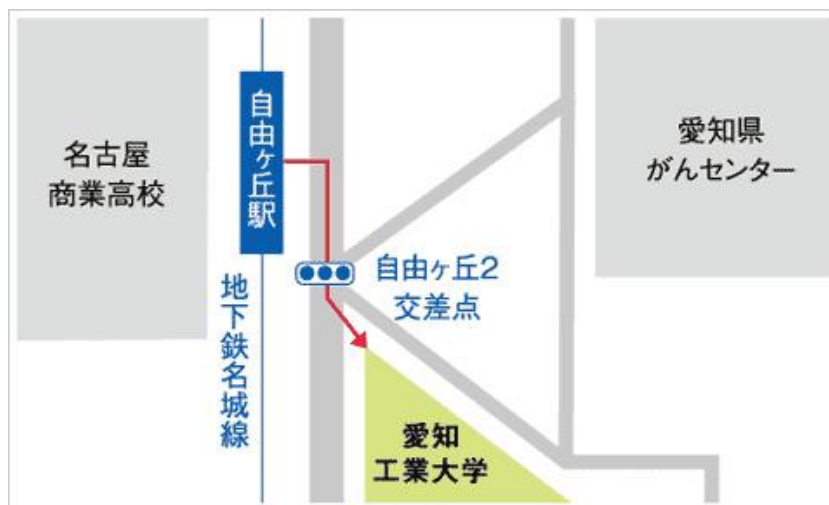 名古屋
商業高校
自由ヶ丘駅
地下鉄名城線
自由ヶ丘2
交差点
愛知県
がんセンター
愛知
工業大学